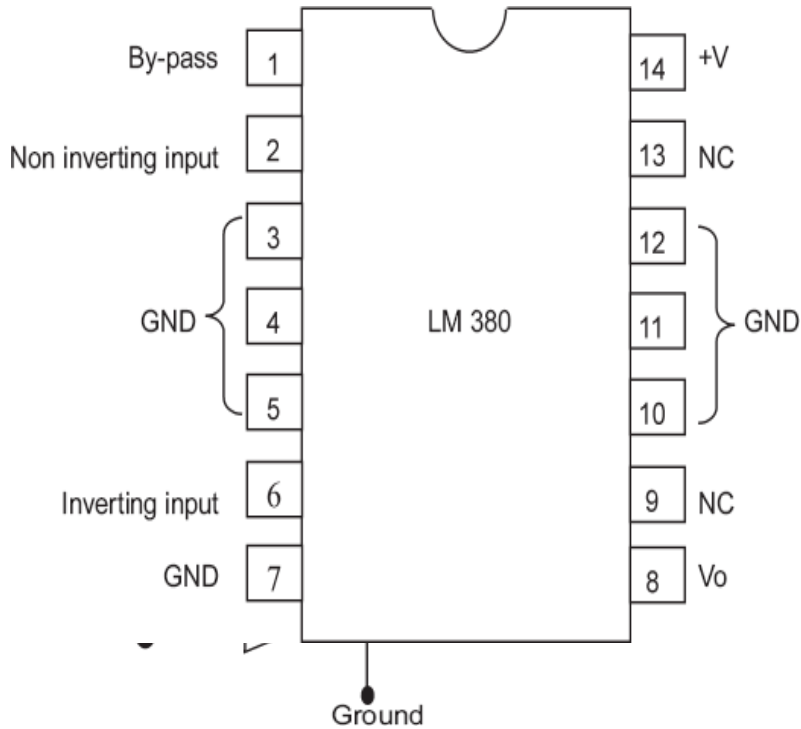 By-pass 1 14 +V
Non inverting input 2 13 NC
3 12
GND 4 LM 380 11 GND
5 10
Inverting input 6 9 NC
GND 7 8 Vo
Ground